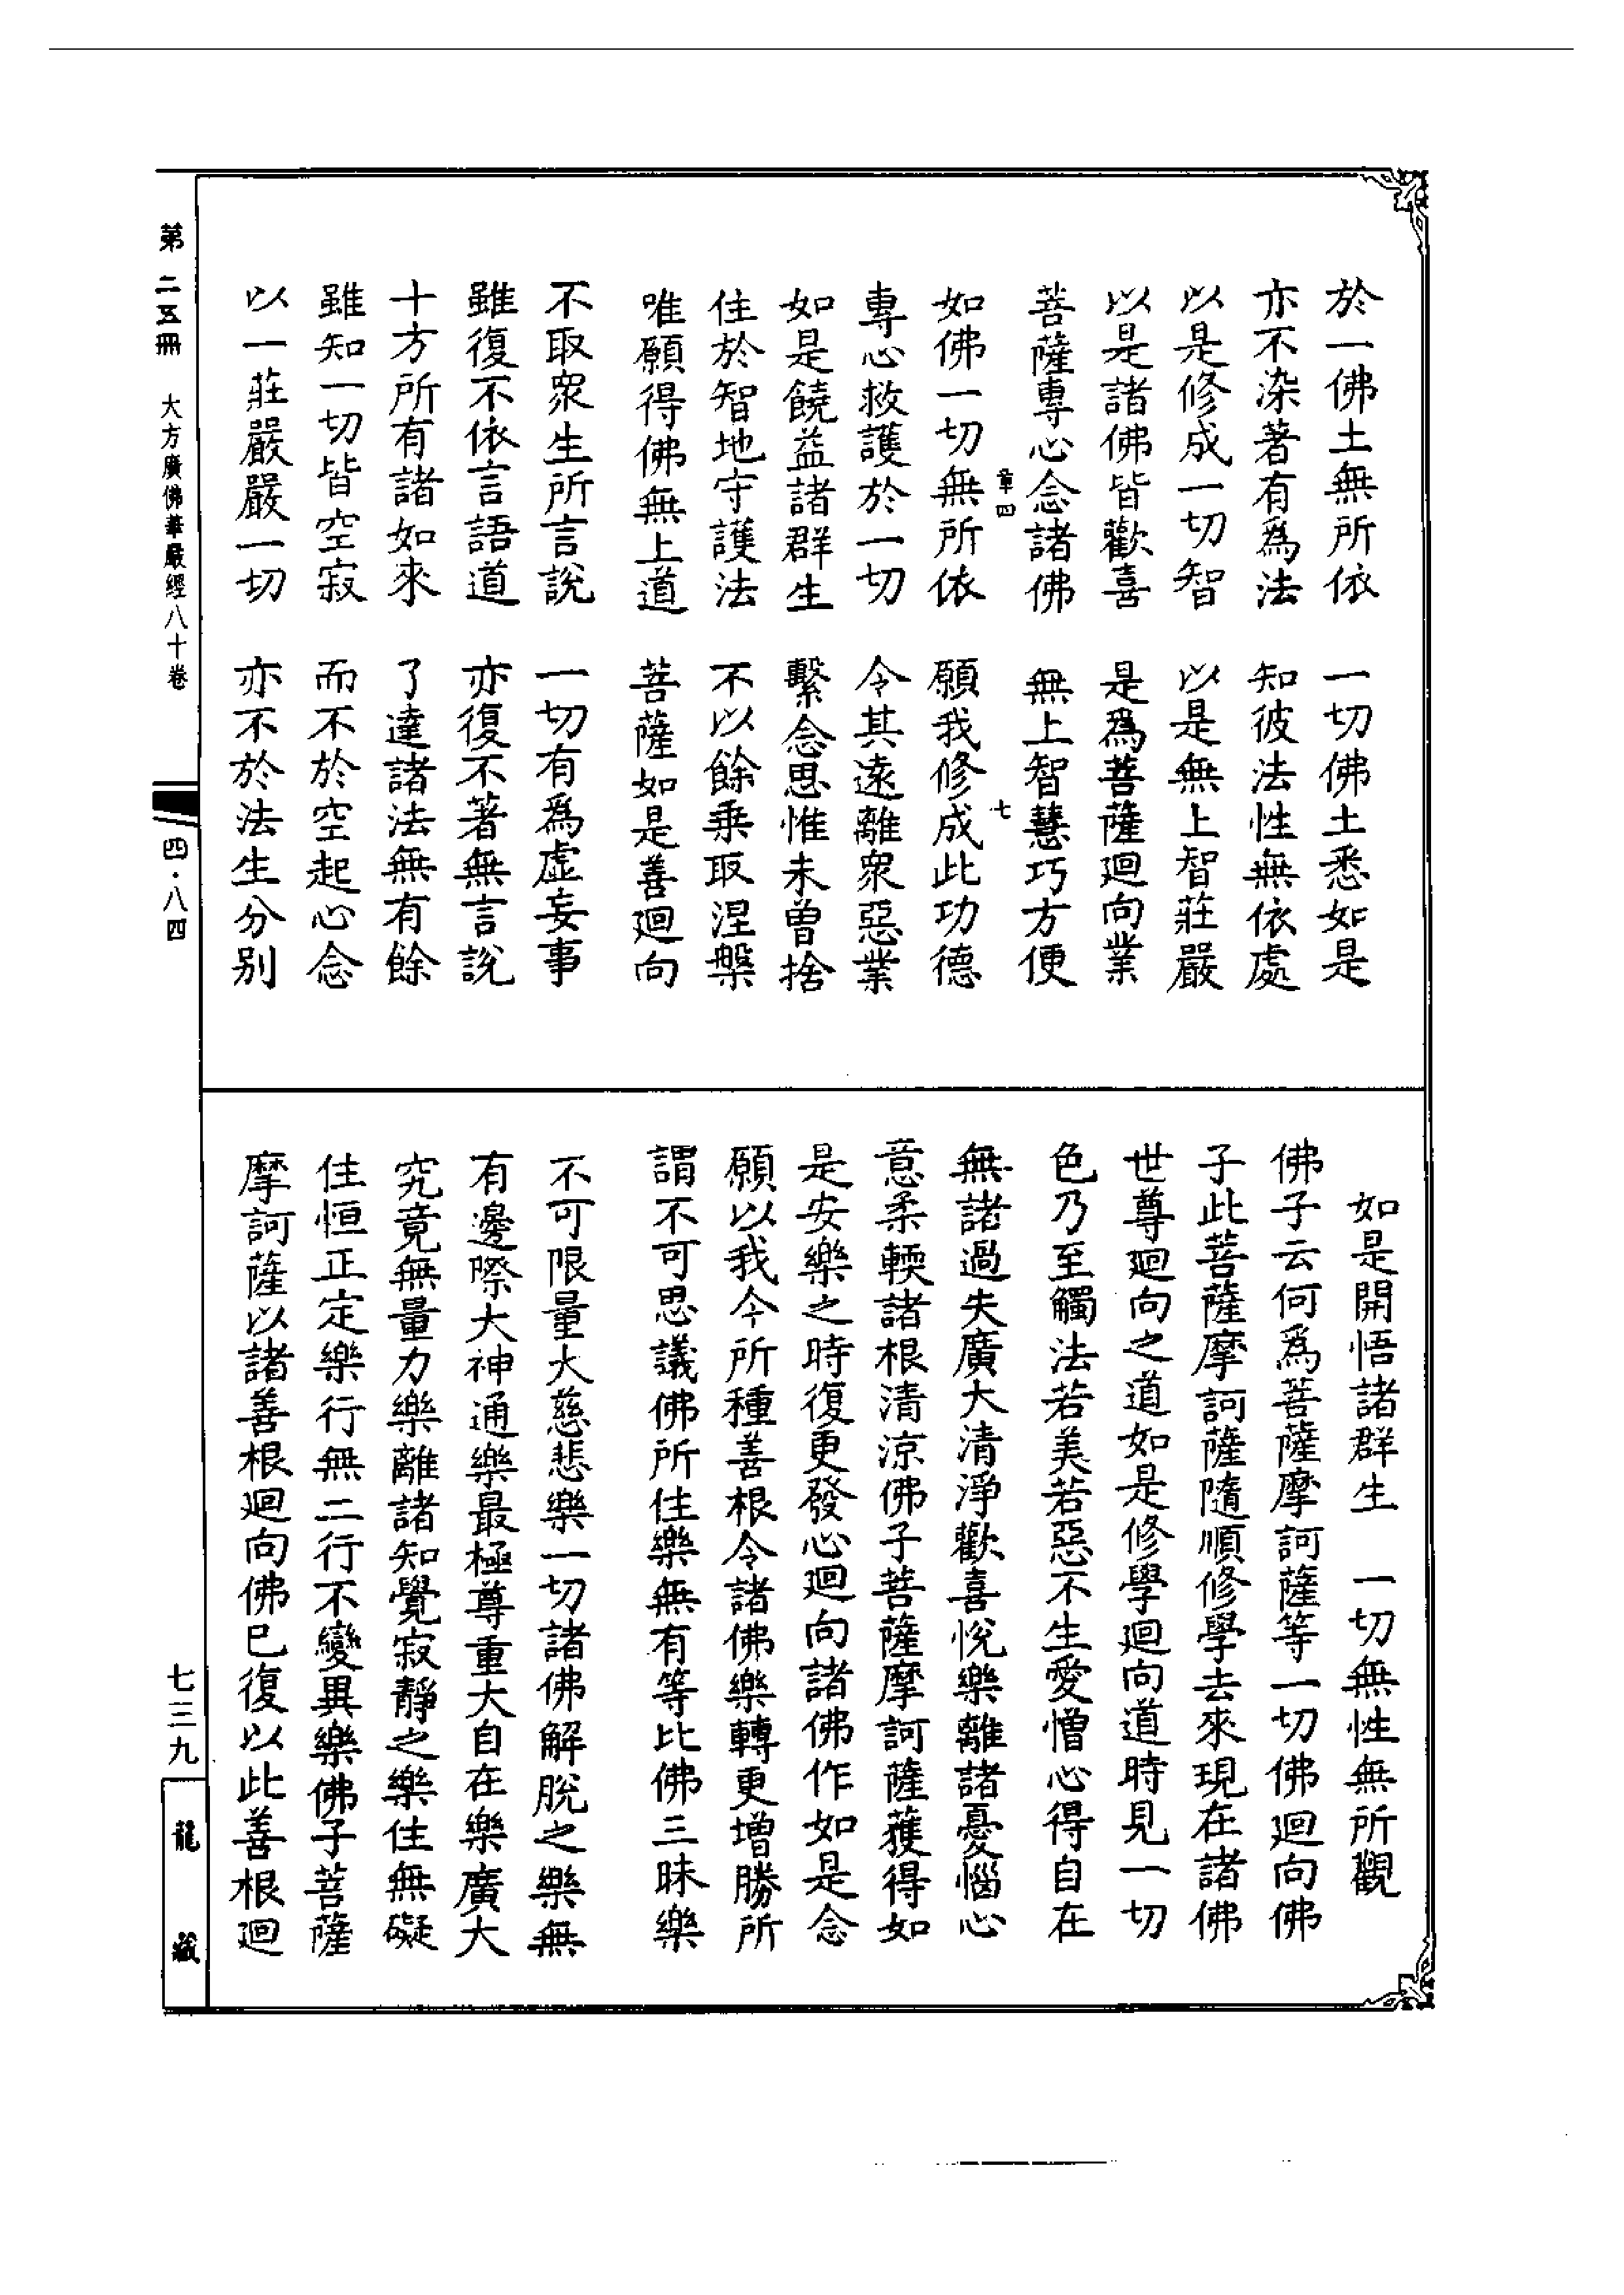 於一佛土無所依　一切佛土悉如是
亦不染著有為法　知彼法性無依處
以是修成一切智　以是無上智莊嚴
以是諸佛皆歡喜　是為菩薩迴向業
菩薩專心念諸佛　無上智慧巧方便
章四　七
如佛一切無所依　願我修成此功德
專心救護於一切　令其遠離眾惡業
如是饒益諸群生　繫念思惟未曾捨
住於智地守護法　不以餘乘取涅槃
唯願得佛無上道　菩薩如是善迴向
不取眾生所言說　一切有為虛妄事
雖復不依言語道　亦復不著無言說
十方所有諸如來　了達諸法無有餘
雖知一切皆空寂　而不於空起心念
以一莊嚴嚴一切　亦不於法生分別
如是開悟諸群生　一切無性無所觀
佛子云何為菩薩摩訶薩等一切佛迴向佛
子此菩薩摩訶薩隨順修學去來現在諸佛
世尊迴向之道如是修學迴向道時見一切
色乃至觸法若美若惡不生愛憎心得自在
無諸過失廣大清淨歡喜悅樂離諸憂惱心
意柔輭諸根清涼佛子菩薩摩訶薩獲得如
是安樂之時復更發心迴向諸佛作如是念
願以我今所種善根令諸佛樂轉更增勝所
謂不可思議佛所住樂無有等比佛三昧樂
不可限量大慈悲樂一切諸佛解脫之樂無
有邊際大神通樂最極尊重大自在樂廣大
究竟無量力樂離諸知覺寂靜之樂住無礙
住恒正定樂行無二行不變異樂佛子菩薩
摩訶薩以諸善根迴向佛已復以此善根迴
第二五冊　大方廣佛華嚴經八十卷　四·八四
七三九
龍藏